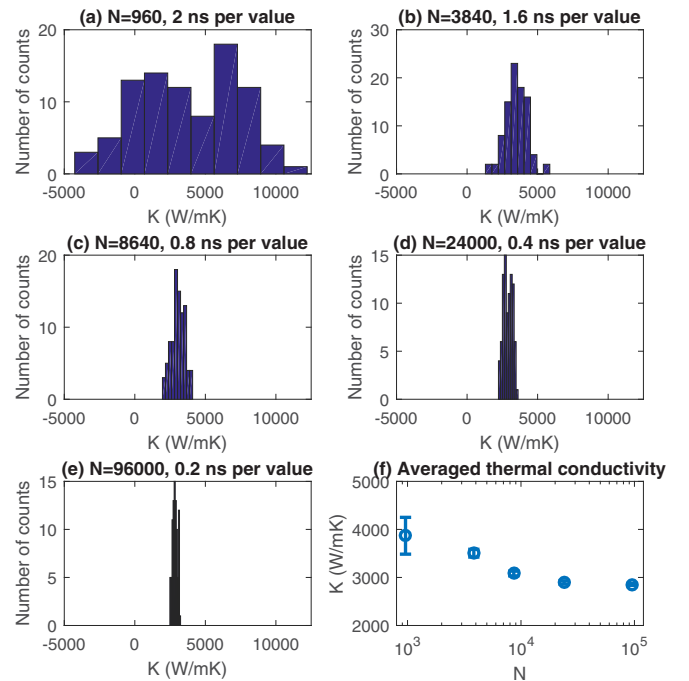 (a) N=960, 2 ns per value
Number of counts
20
10
0
-5000 0 5000 10000
K (W/mK)
(b) N=3840, 1.6 ns per value
Number of counts
30
20
10
0
-5000 0 5000 10000
K (W/mK)
(c) N=8640, 0.8 ns per value
Number of counts
20
10
0
-5000 0 5000 10000
K (W/mK)
(d) N=24000, 0.4 ns per value
Number of counts
15
10
5
0
-5000 0 5000 10000
K (W/mK)
(e) N=96000, 0.2 ns per value
Number of counts
15
10
5
0
-5000 0 5000 10000
K (W/mK)
(f) Averaged thermal conductivity
K (W/mK)
5000
4000
3000
2000
10³ 10⁴ 10⁵
N